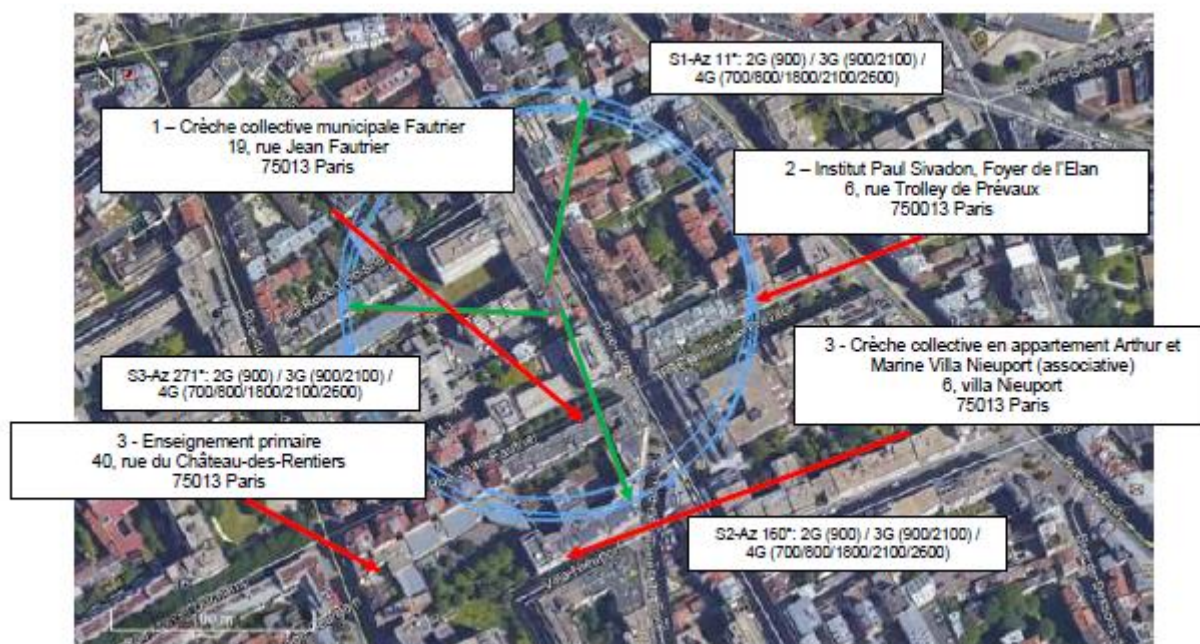 S1-Az 11°: 2G (900) / 3G (900/2100) /
4G (700/800/1800/2100/2600)
1 – Crèche collective municipale Fautrier
19, rue Jean Fautrier
75013 Paris
2 – Institut Paul Sivadon, Foyer de l'Elan
6, rue Trolley de Prévaux
750013 Paris
3 - Crèche collective en appartement Arthur et
Marine Villa Nieuport (associative)
6, villa Nieuport
75013 Paris
S3-Az 271°: 2G (900) / 3G (900/2100) /
4G (700/800/1800/2100/2600)
3 - Enseignement primaire
40, rue du Château-des-Rentiers
75013 Paris
S2-Az 160°: 2G (900) / 3G (900/2100) /
4G (700/800/1800/2100/2600)
100 m